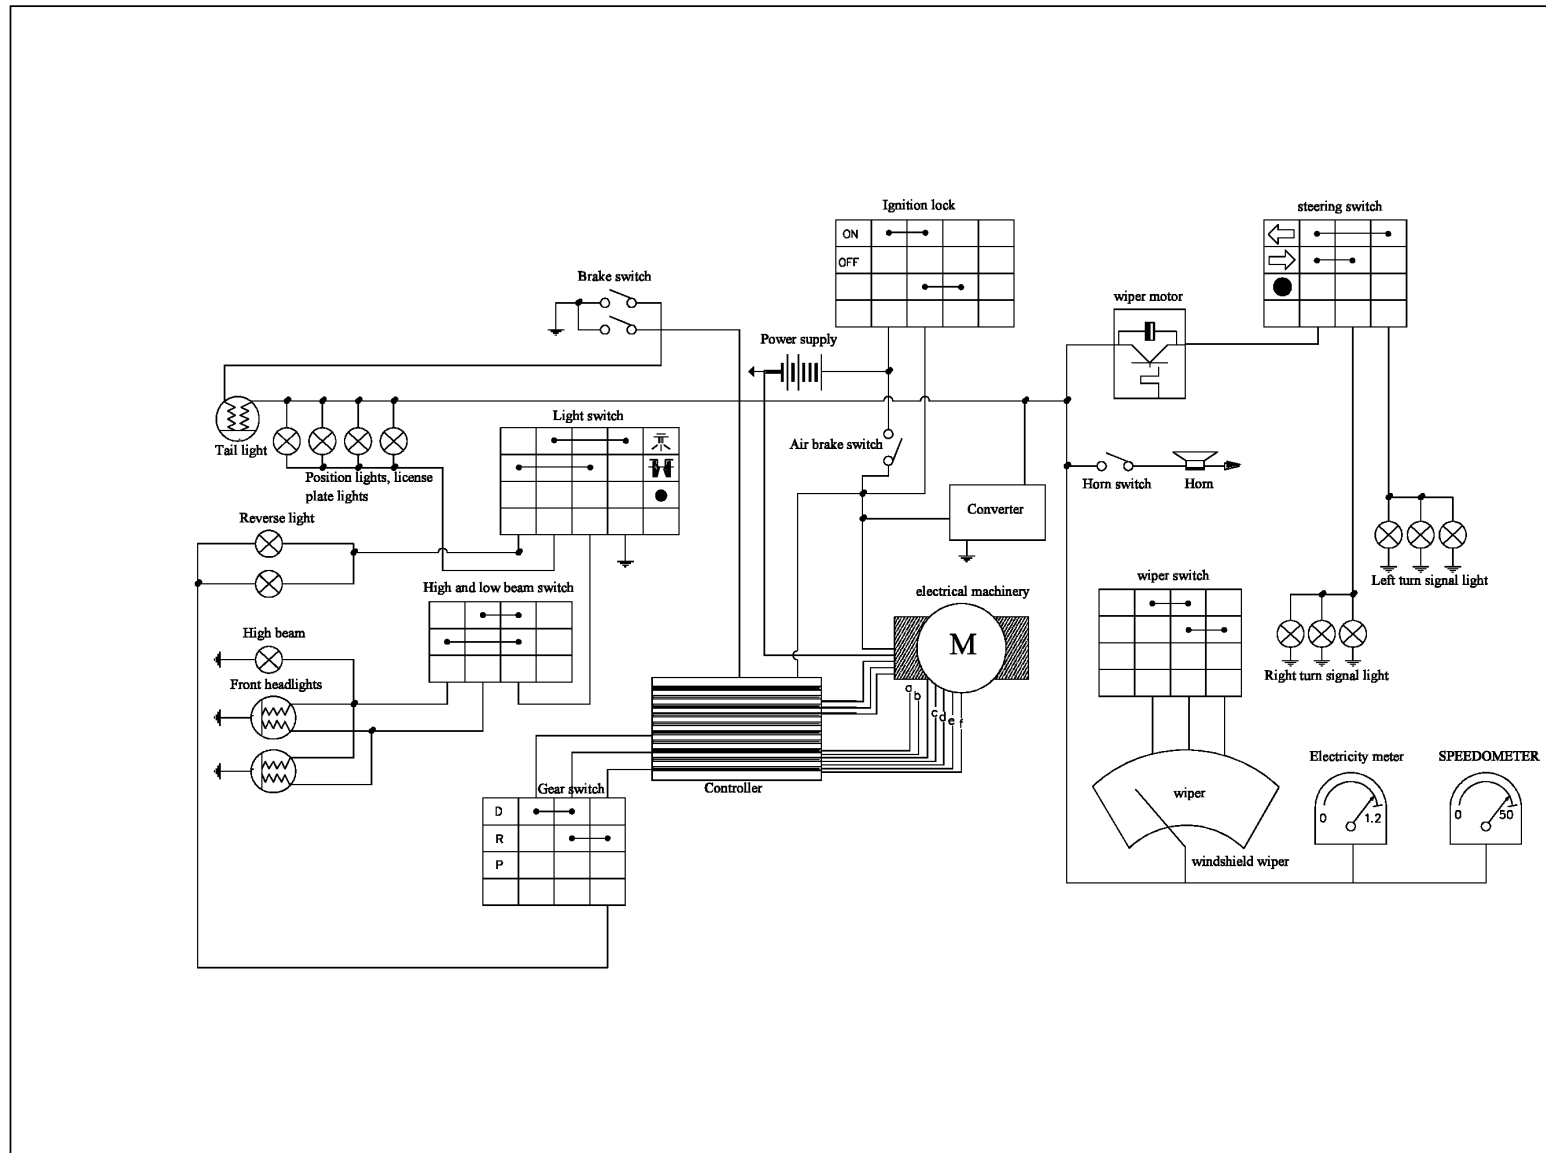 Ignition lock
ON
OFF
steering switch
Brake switch
wiper motor
Power supply
Light switch
Air brake switch
Tail light
Position lights, license
plate lights
Horn switch
Horn
Converter
Reverse light
High and low beam switch
Left turn signal light
wiper switch
electrical machinery
M
High beam
Front headlights
Right turn signal light
a
b
c
d
e
f
Controller
Gear switch
D
R
P
wiper
windshield wiper
Electricity meter
0
1.2
SPEEDOMETER
0
50